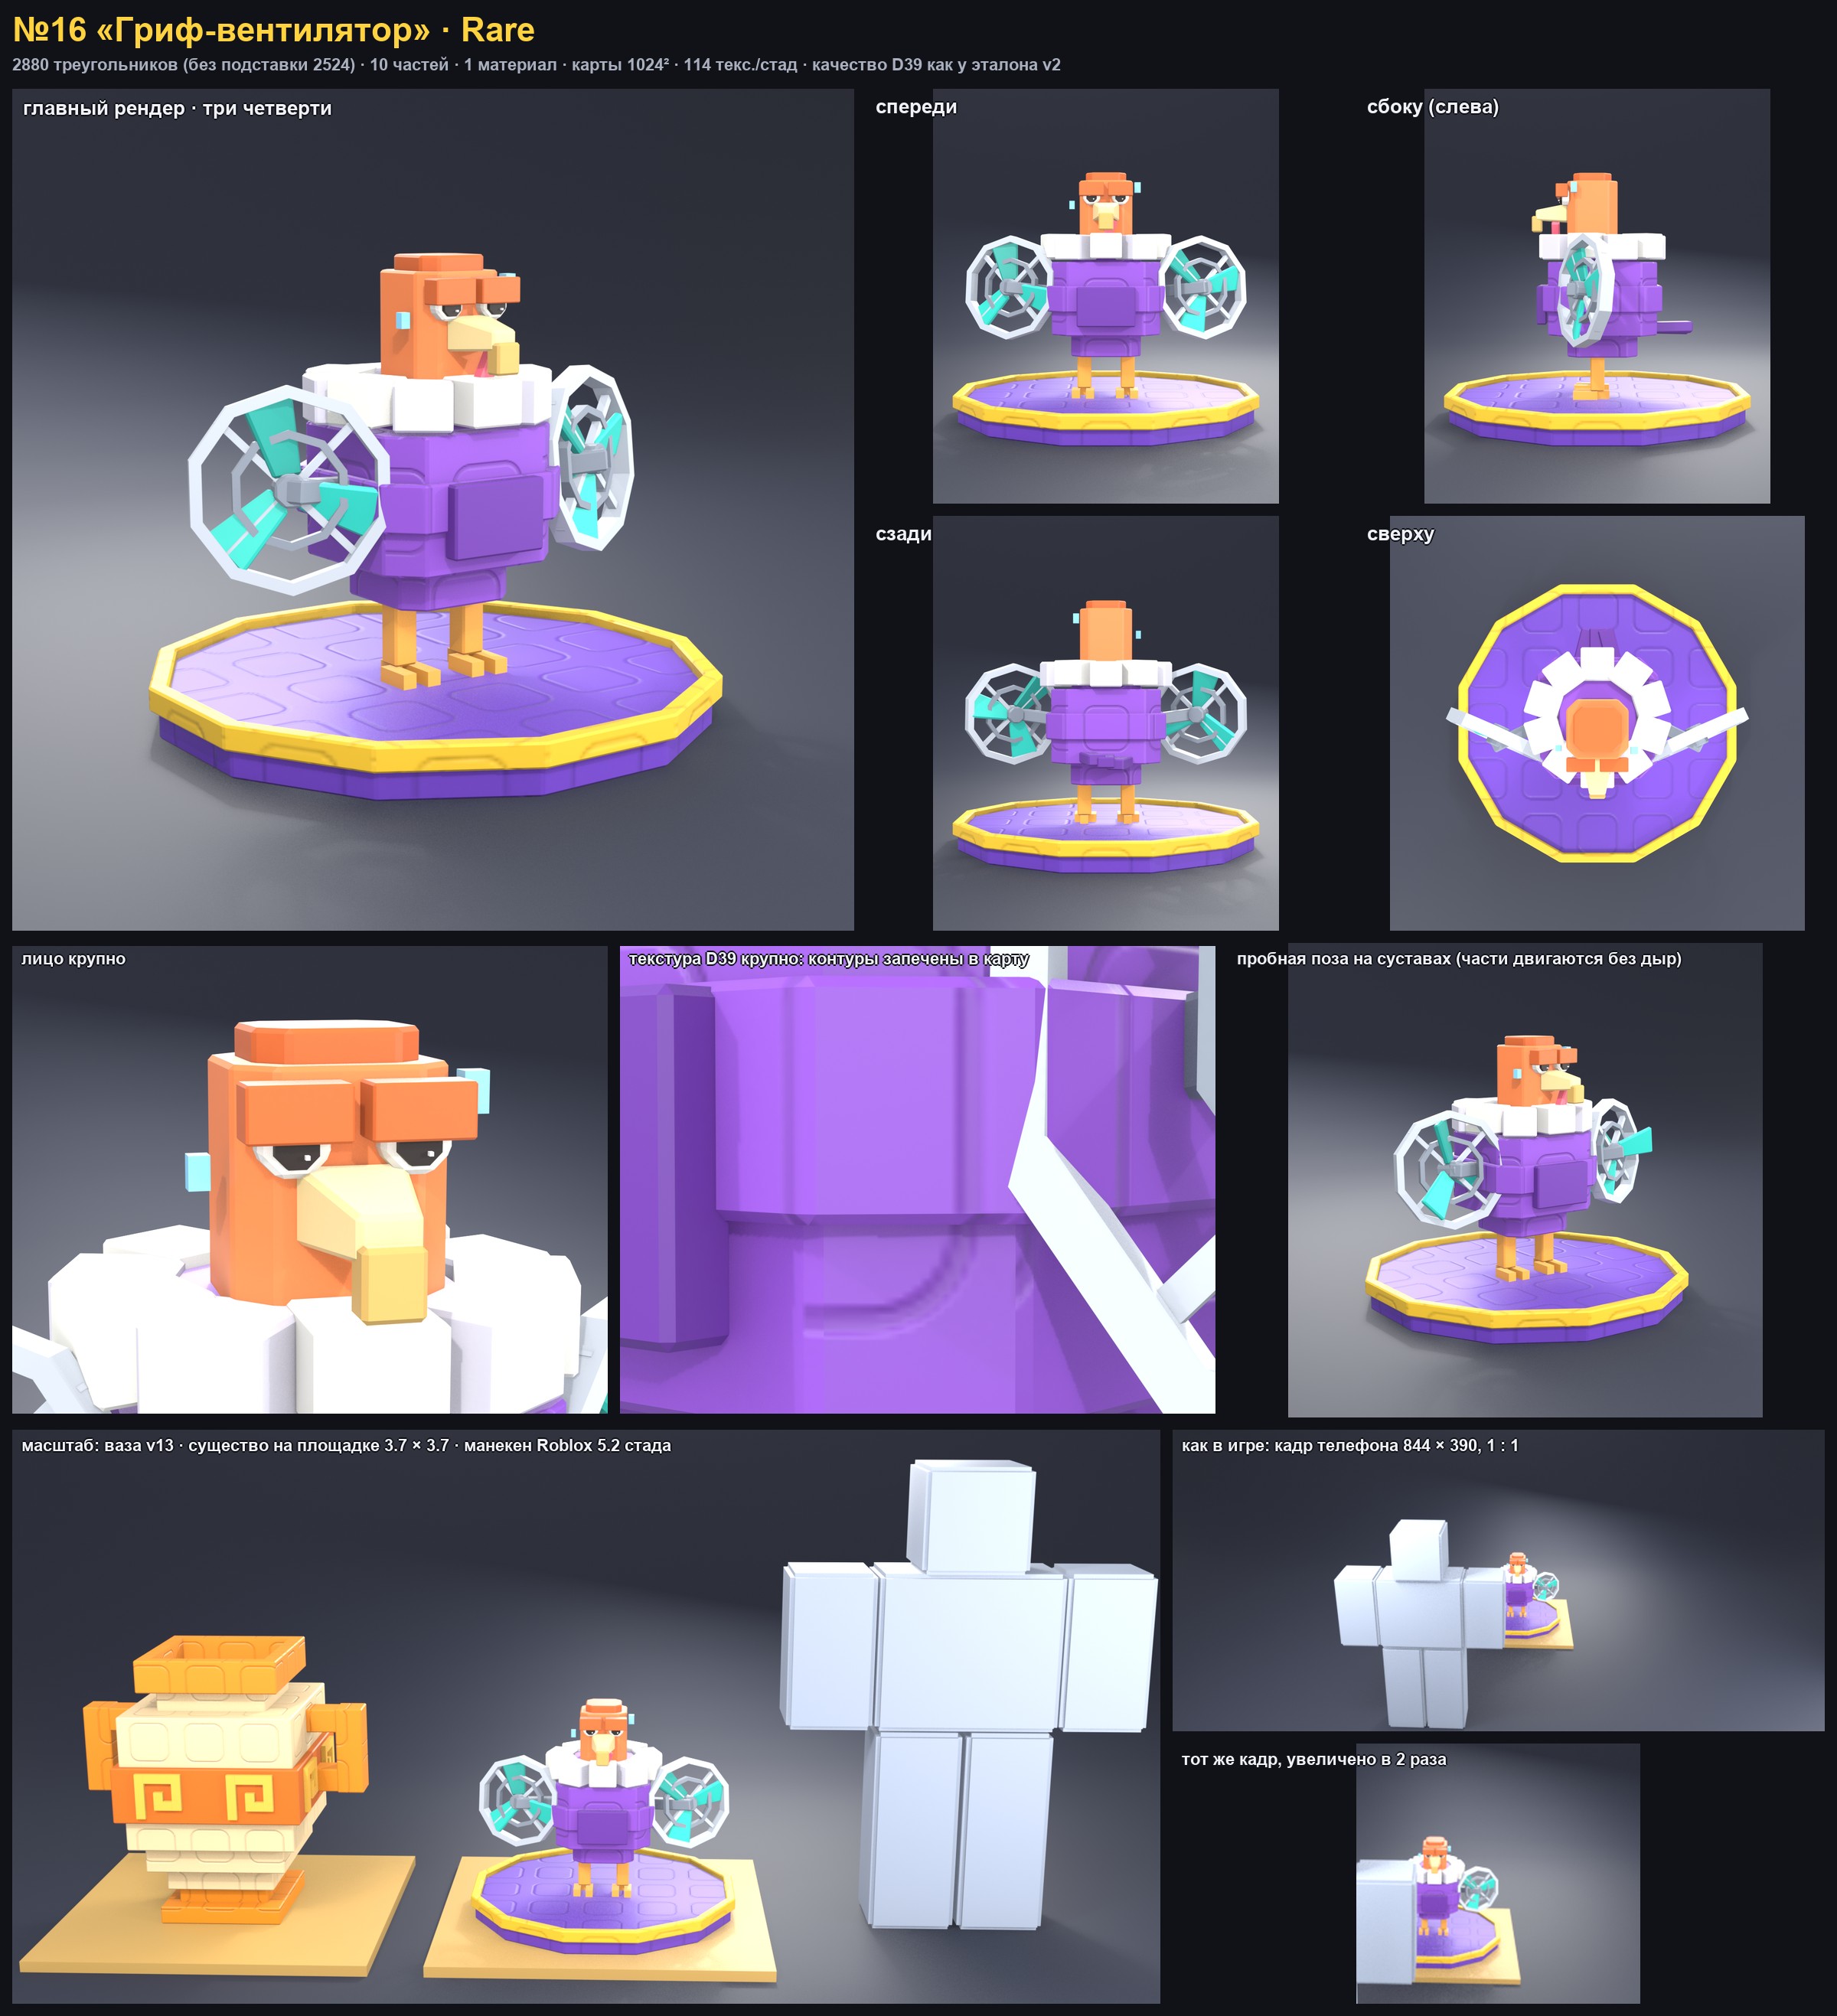 №16 «Гриф-вентилятор» · Rare
2880 треугольников (без подставки 2524) · 10 частей · 1 материал · карты 1024² · 114 текс./стад · качество D39 как у эталона v2
главный рендер · три четверти
спереди
сбоку (слева)
сзади
сверху
лицо крупно
текстура D39 крупно: контуры запечены в карту
пробная поза на суставах (части двигаются без дыр)
масштаб: ваза v13 · существо на площадке 3.7 × 3.7 · манекен Roblox 5.2 стада
как в игре: кадр телефона 844 × 390, 1 : 1
тот же кадр, увеличено в 2 раза